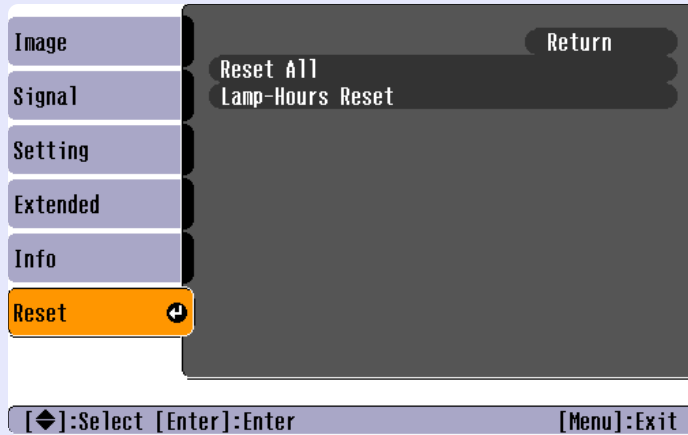 Image
Signal
Setting
Extended
Info
Reset
Return
Reset All
Lamp-Hours Reset
[◆]:Select [Enter]:Enter [Menu]:Exit